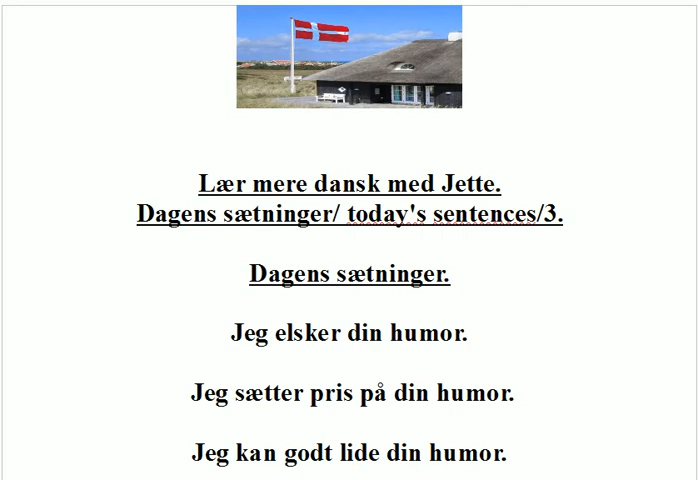 Lær mere dansk med Jette.
Dagens sætninger/ today's sentences/3.
Dagens sætninger.
Jeg elsker din humor.
Jeg sætter pris på din humor.
Jeg kan godt lide din humor.